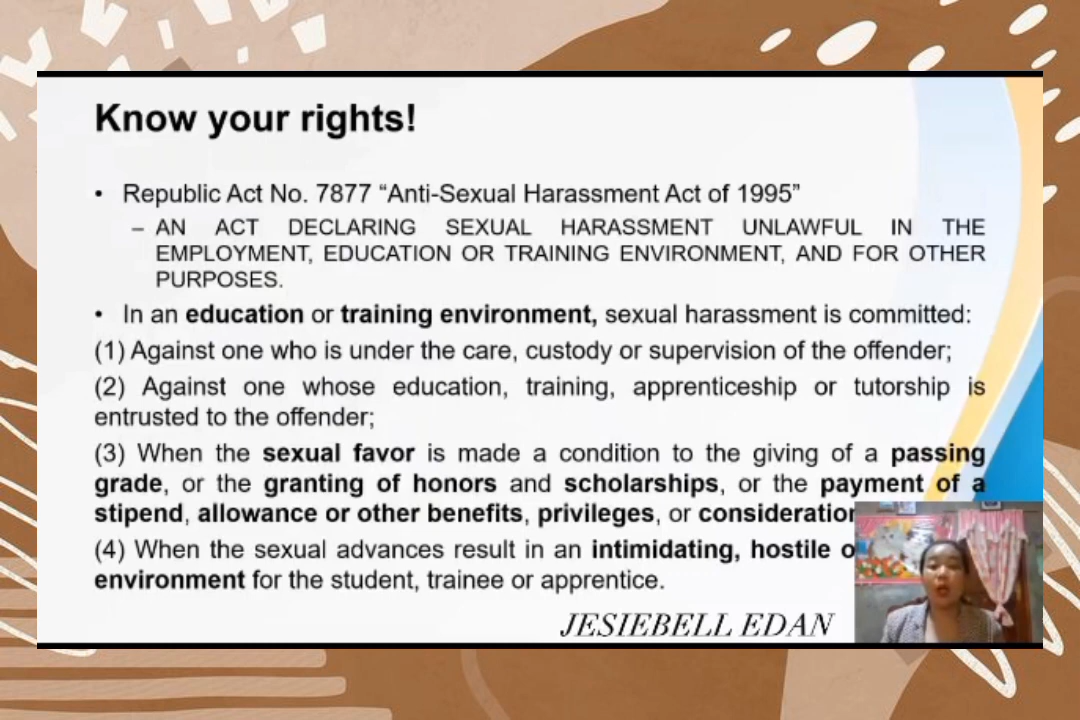 Know your rights!
• Republic Act No. 7877 “Anti-Sexual Harassment Act of 1995”
– AN ACT DECLARING SEXUAL HARASSMENT UNLAWFUL IN THE
EMPLOYMENT, EDUCATION OR TRAINING ENVIRONMENT, AND FOR OTHER
PURPOSES.
• In an education or training environment, sexual harassment is committed:
(1) Against one who is under the care, custody or supervision of the offender;
(2) Against one whose education, training, apprenticeship or tutorship is
entrusted to the offender;
(3) When the sexual favor is made a condition to the giving of a passing
grade, or the granting of honors and scholarships, or the payment of a
stipend, allowance or other benefits, privileges, or
(4) When the sexual advances result in an intimidating, hostile
environment for the student, trainee or apprentice.
JESIEBELL EDAN